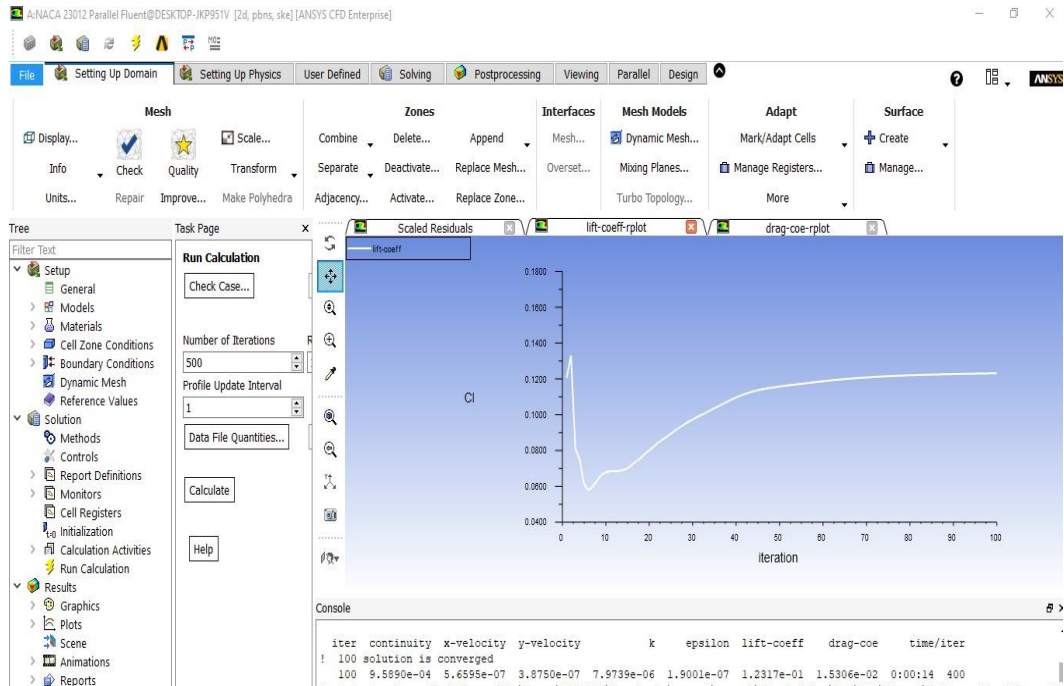 A:NACA 23012 Parallel Fluent@DESKTOP-JKP951V [2d, pbns, ske] [ANSYS CFD Enterprise]
File Setting Up Domain Setting Up Physics User Defined Solving Postprocessing Viewing Parallel Design ANSYS
Mesh Zones Interfaces Mesh Models Adapt Surface
Display... Scale... Combine Delete... Append Mesh... Dynamic Mesh... Mark/Adapt Cells Create
Info Check Quality Transform Separate Deactivate... Replace Mesh... Overset... Mixing Planes... Manage Registers... Manage...
Units... Repair Improve... Make Polyhedra Adjacency... Activate... Replace Zone... Turbo Topology... More
Tree
Filter Text
Setup
General
Models
Materials
Cell Zone Conditions
Boundary Conditions
Dynamic Mesh
Reference Values
Solution
Methods
Controls
Report Definitions
Monitors
Cell Registers
Initialization
Calculation Activities
Run Calculation
Results
Graphics
Plots
Scene
Animations
Reports
Task Page x
Run Calculation
Check Case...
Number of Iterations R
500
Profile Update Interval
1
Data File Quantities...
Calculate
Help
Scaled Residuals lift-coeff-rplot drag-coe-rplot
lift-coeff
0.1800
0.1600
0.1400
0.1200
0.1000
0.0800
0.0600
0.0400
Cl
0 10 20 30 40 50 60 70 80 90 100
iteration
Console
iter continuity x-velocity y-velocity k epsilon lift-coeff drag-coe time/iter
! 100 solution is converged
100 9.5890e-04 5.6595e-07 3.8750e-07 7.9739e-06 1.9001e-07 1.2317e-01 1.5306e-02 0:00:14 400